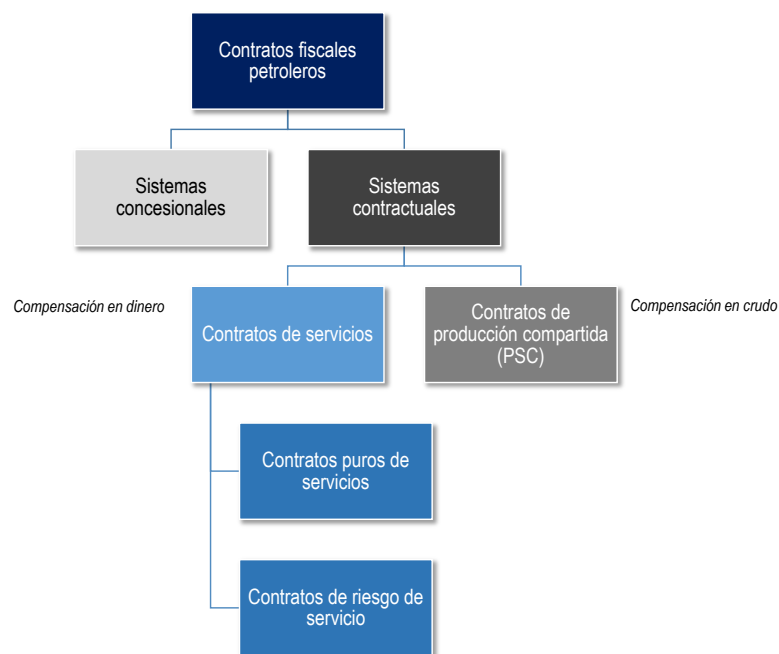 Contratos fiscales
petroleros
Sistemas
concesionales
Sistemas
contractuales
Compensación en dinero
Contratos de servicios
Contratos de
producción compartida
(PSC)
Compensación en crudo
Contratos puros de
servicios
Contratos de riesgo de
servicio